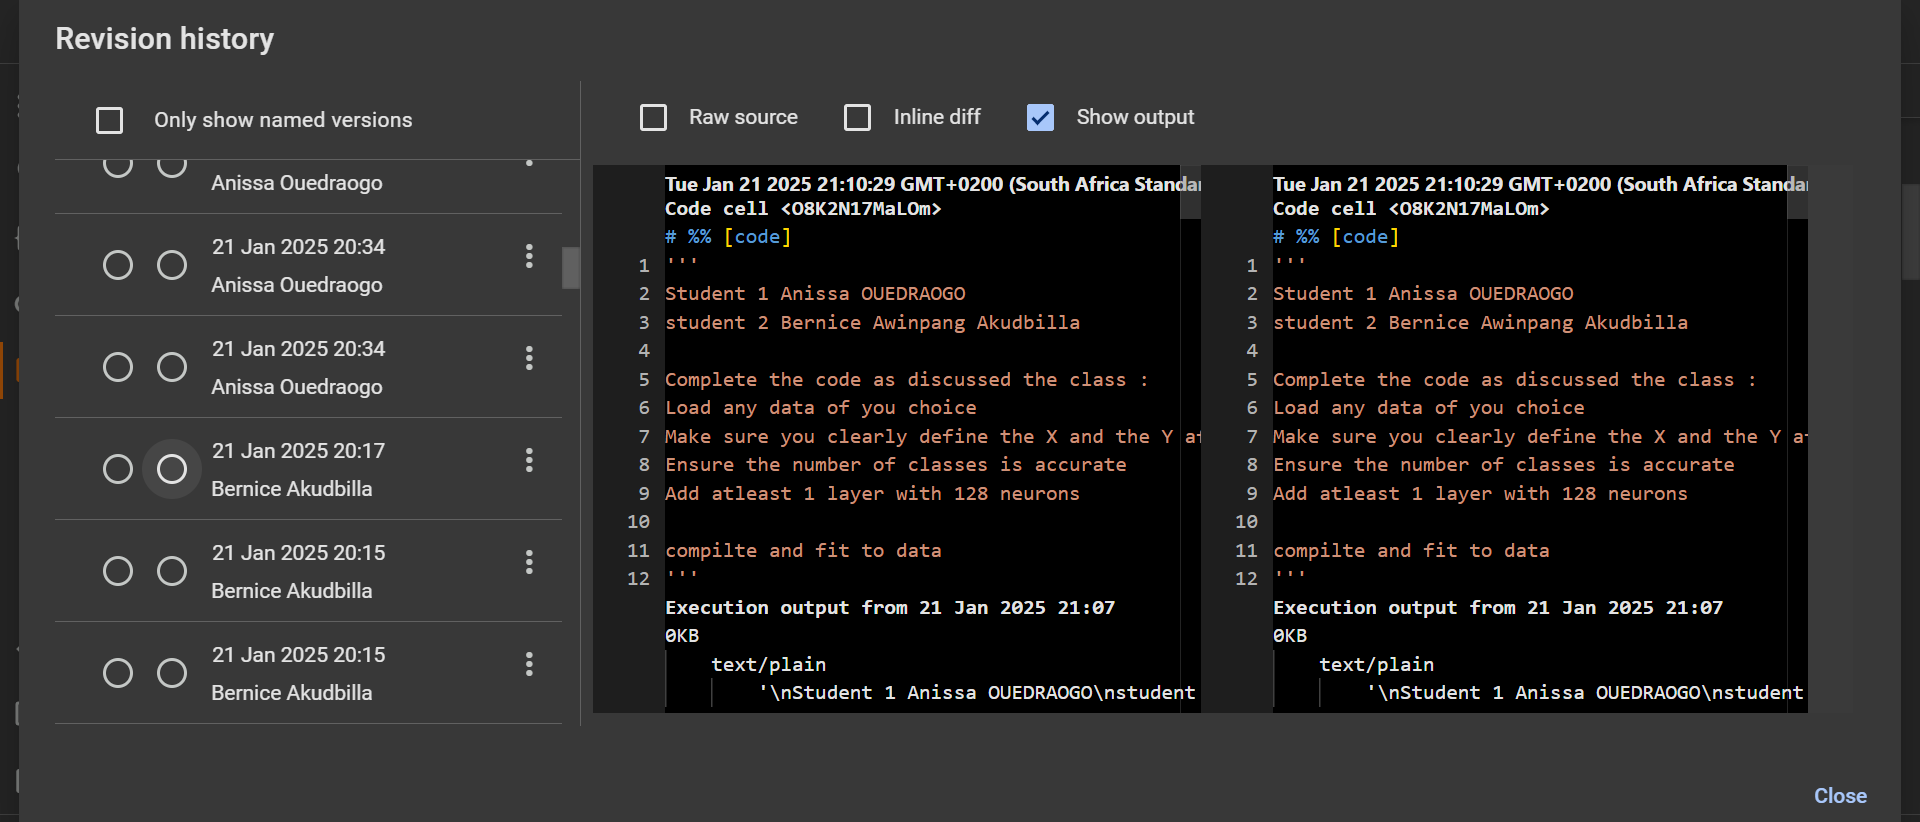 Revision history
Only show named versions
Anissa Ouedraogo
21 Jan 2025 20:34
Anissa Ouedraogo
21 Jan 2025 20:34
Anissa Ouedraogo
21 Jan 2025 20:17
Bernice Akudbilla
21 Jan 2025 20:15
Bernice Akudbilla
21 Jan 2025 20:15
Bernice Akudbilla
Raw source
Inline diff
Show output
Tue Jan 21 2025 21:10:29 GMT+0200 (South Africa Standa
Code cell <O8K2N17MaLOm>
# %% [code]
1 '''
2 Student 1 Anissa OUEDRAOGO
3 student 2 Bernice Awinpang Akudbilla
4
5 Complete the code as discussed the class :
6 Load any data of you choice
7 Make sure you clearly define the X and the Y a
8 Ensure the number of classes is accurate
9 Add atleast 1 layer with 128 neurons
10
11 compilte and fit to data
12 '''
Execution output from 21 Jan 2025 21:07
0KB
text/plain
'\nStudent 1 Anissa OUEDRAOGO\nstudent
Tue Jan 21 2025 21:10:29 GMT+0200 (South Africa Standa
Code cell <O8K2N17MaLOm>
# %% [code]
1 '''
2 Student 1 Anissa OUEDRAOGO
3 student 2 Bernice Awinpang Akudbilla
4
5 Complete the code as discussed the class :
6 Load any data of you choice
7 Make sure you clearly define the X and the Y a
8 Ensure the number of classes is accurate
9 Add atleast 1 layer with 128 neurons
10
11 compilte and fit to data
12 '''
Execution output from 21 Jan 2025 21:07
0KB
text/plain
'\nStudent 1 Anissa OUEDRAOGO\nstudent
Close